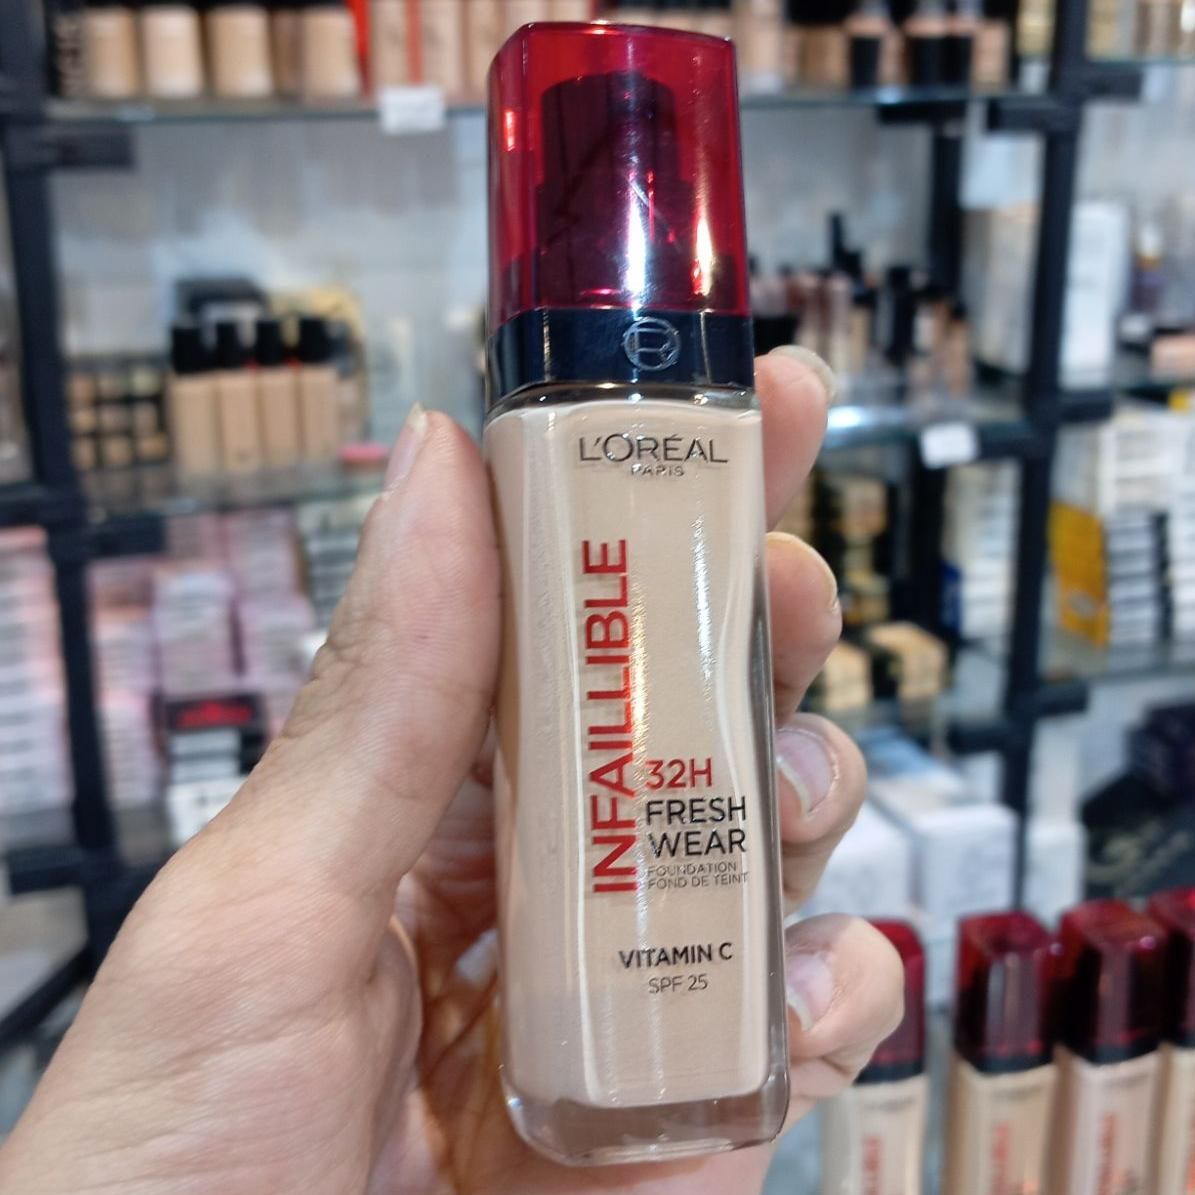 L'ORÉAL
PARIS
INFAILLIBLE
32H
FRESH
WEAR
FOUNDATION
FOND DE TEINT
VITAMIN C
SPF 25